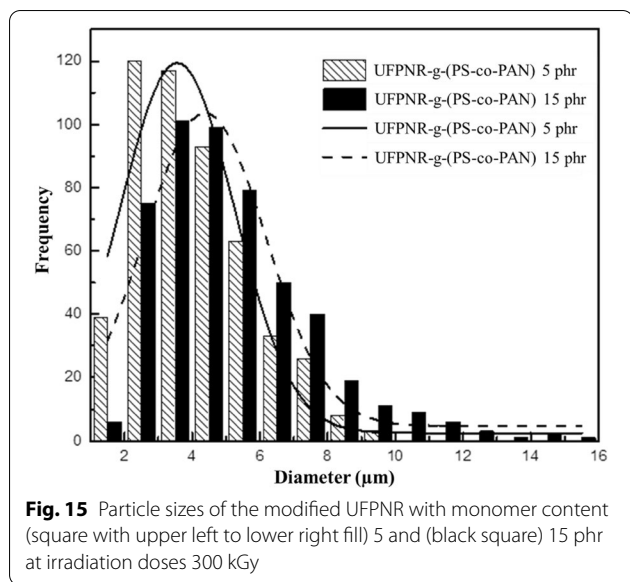 120
100
80
60
40
20
0
Frequency
UFPNR-g-(PS-co-PAN) 5 phr
UFPNR-g-(PS-co-PAN) 15 phr
UFPNR-g-(PS-co-PAN) 5 phr
UFPNR-g-(PS-co-PAN) 15 phr
2 4 6 8 10 12 14 16
Diameter (µm)
Fig. 15 Particle sizes of the modified UFPNR with monomer content
(square with upper left to lower right fill) 5 and (black square) 15 phr
at irradiation doses 300 kGy